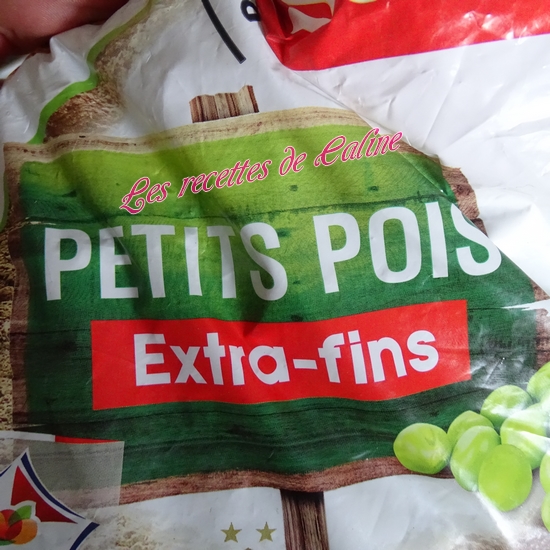 Les recettes de Caline
PETITS POIS
Extra-fins